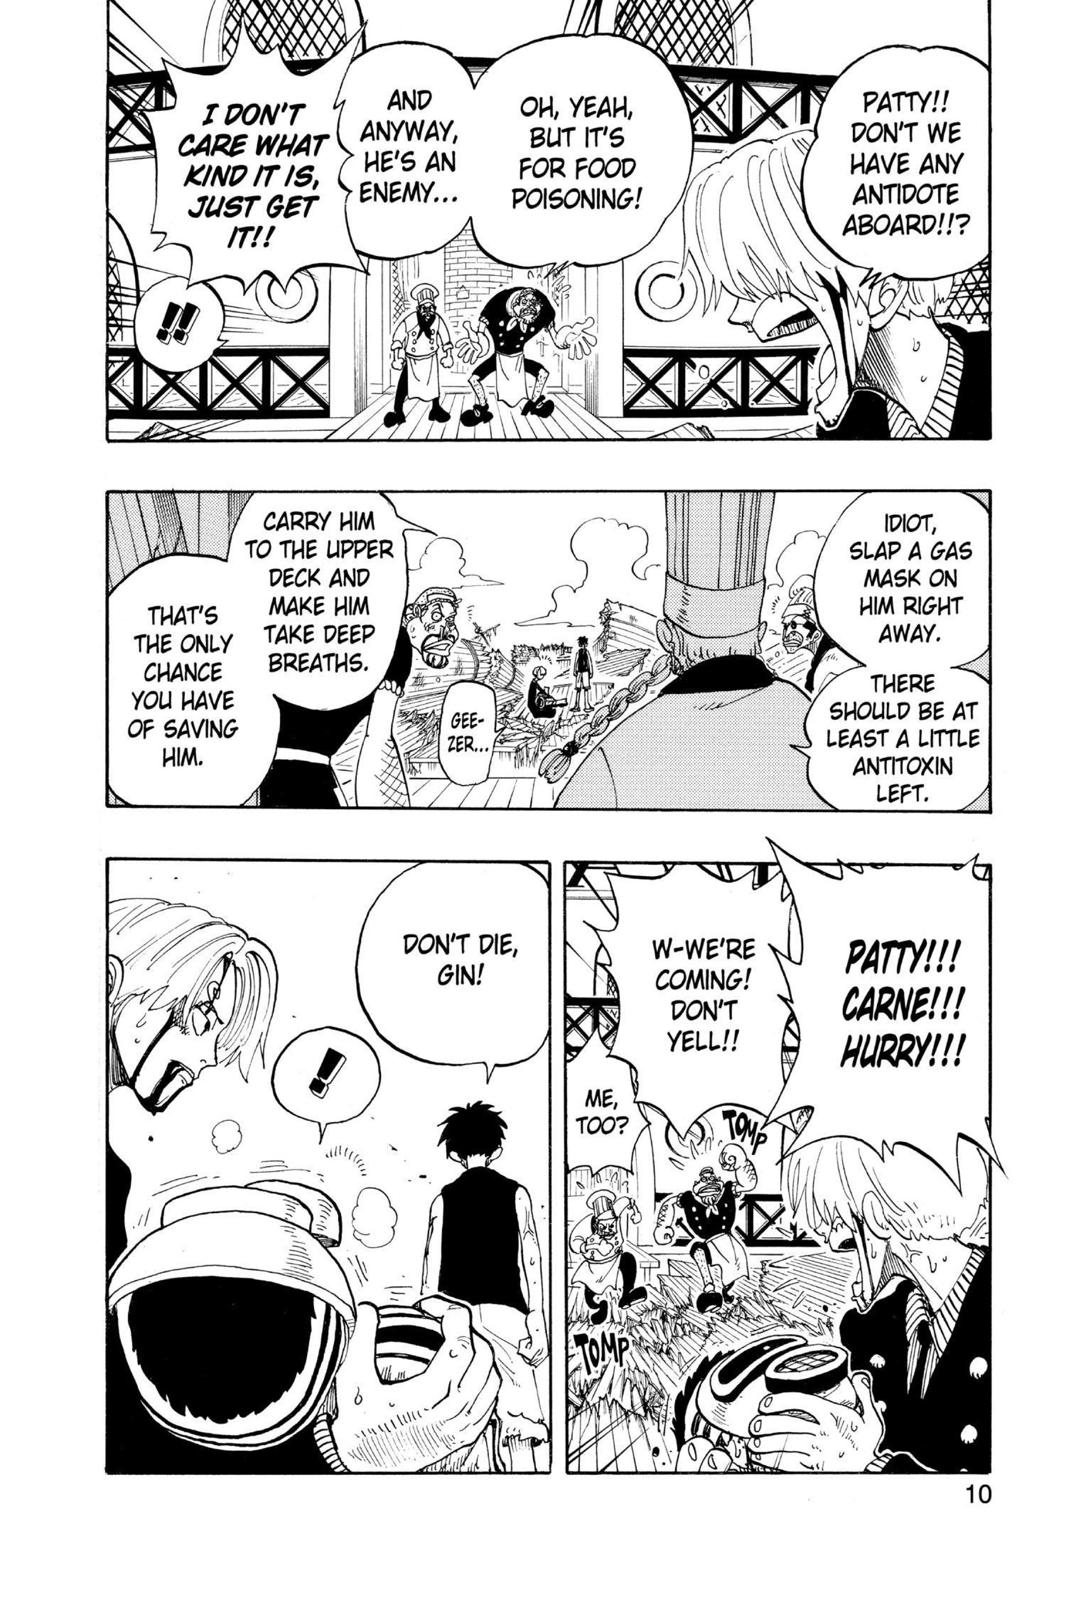 PATTY!!
DON'T WE
HAVE ANY
ANTIDOTE
ABOARD!!?
OH, YEAH,
BUT IT'S
FOR FOOD
POISONING!
AND
ANYWAY,
HE'S AN
ENEMY...
I DON'T
CARE WHAT
KIND IT IS,
JUST GET
IT!!
!!
IDIOT,
SLAP A GAS
MASK ON
HIM RIGHT
AWAY.
THERE
SHOULD BE AT
LEAST A LITTLE
ANTITOXIN
LEFT.
GEE-
ZER...
CARRY HIM
TO THE UPPER
DECK AND
MAKE HIM
TAKE DEEP
BREATHS.
THAT'S
THE ONLY
CHANCE
YOU HAVE
OF SAVING
HIM.
PATTY!!!
CARNE!!!
HURRY!!!
W-WE'RE
COMING!
DON'T
YELL!!
ME,
TOO?
TOMP
TOMP
DON'T DIE,
GIN!
!
10